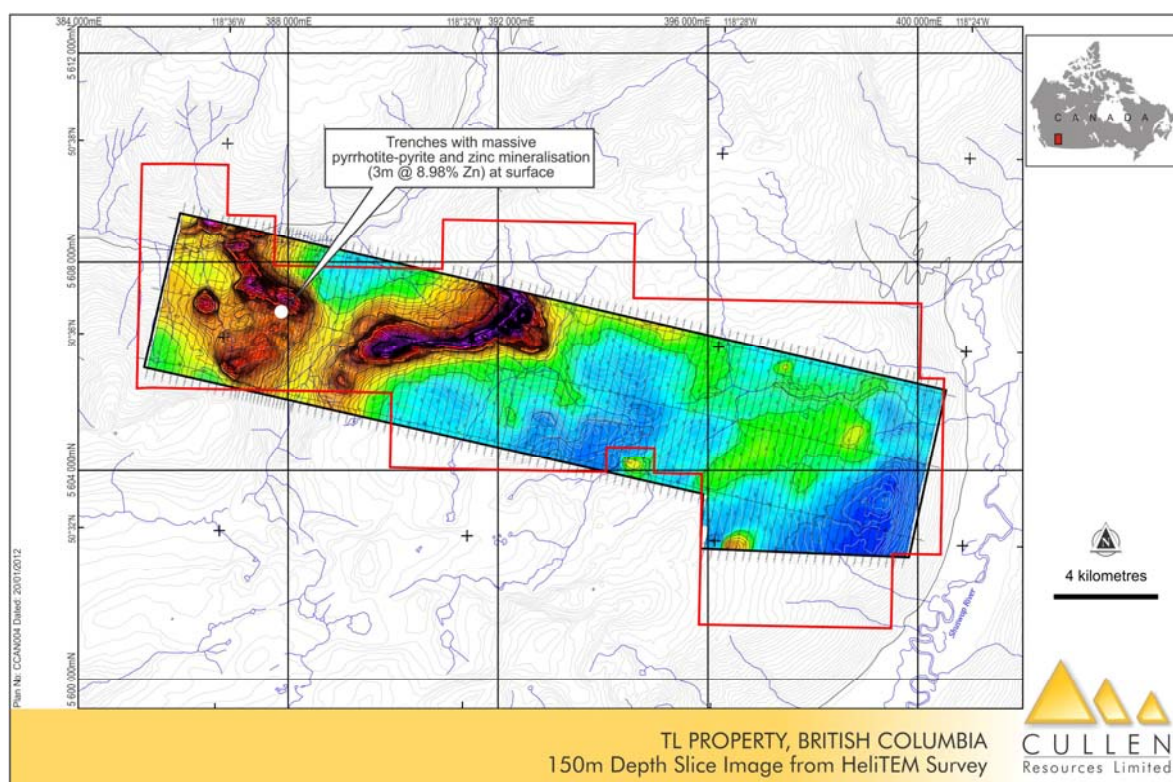 384 000mE
118°36'
388 000mE
118°32'
392 000mE
396 000mE
118°28'
400 000mE
118°24'
5 612 000mN
50°38'N
5 608 000mN
50°36'N
5 604 000mN
50°32'N
5 600 000mN
Trenches with massive
pyrrhotite-pyrite and zinc mineralisation
(3m @ 8.98% Zn) at surface
CANADA
N
4 kilometres
Shuswap River
Plan No: CCAN004 Dated: 20/01/2012
TL PROPERTY, BRITISH COLUMBIA
150m Depth Slice Image from HeliTEM Survey
CULLEN
Resources Limited